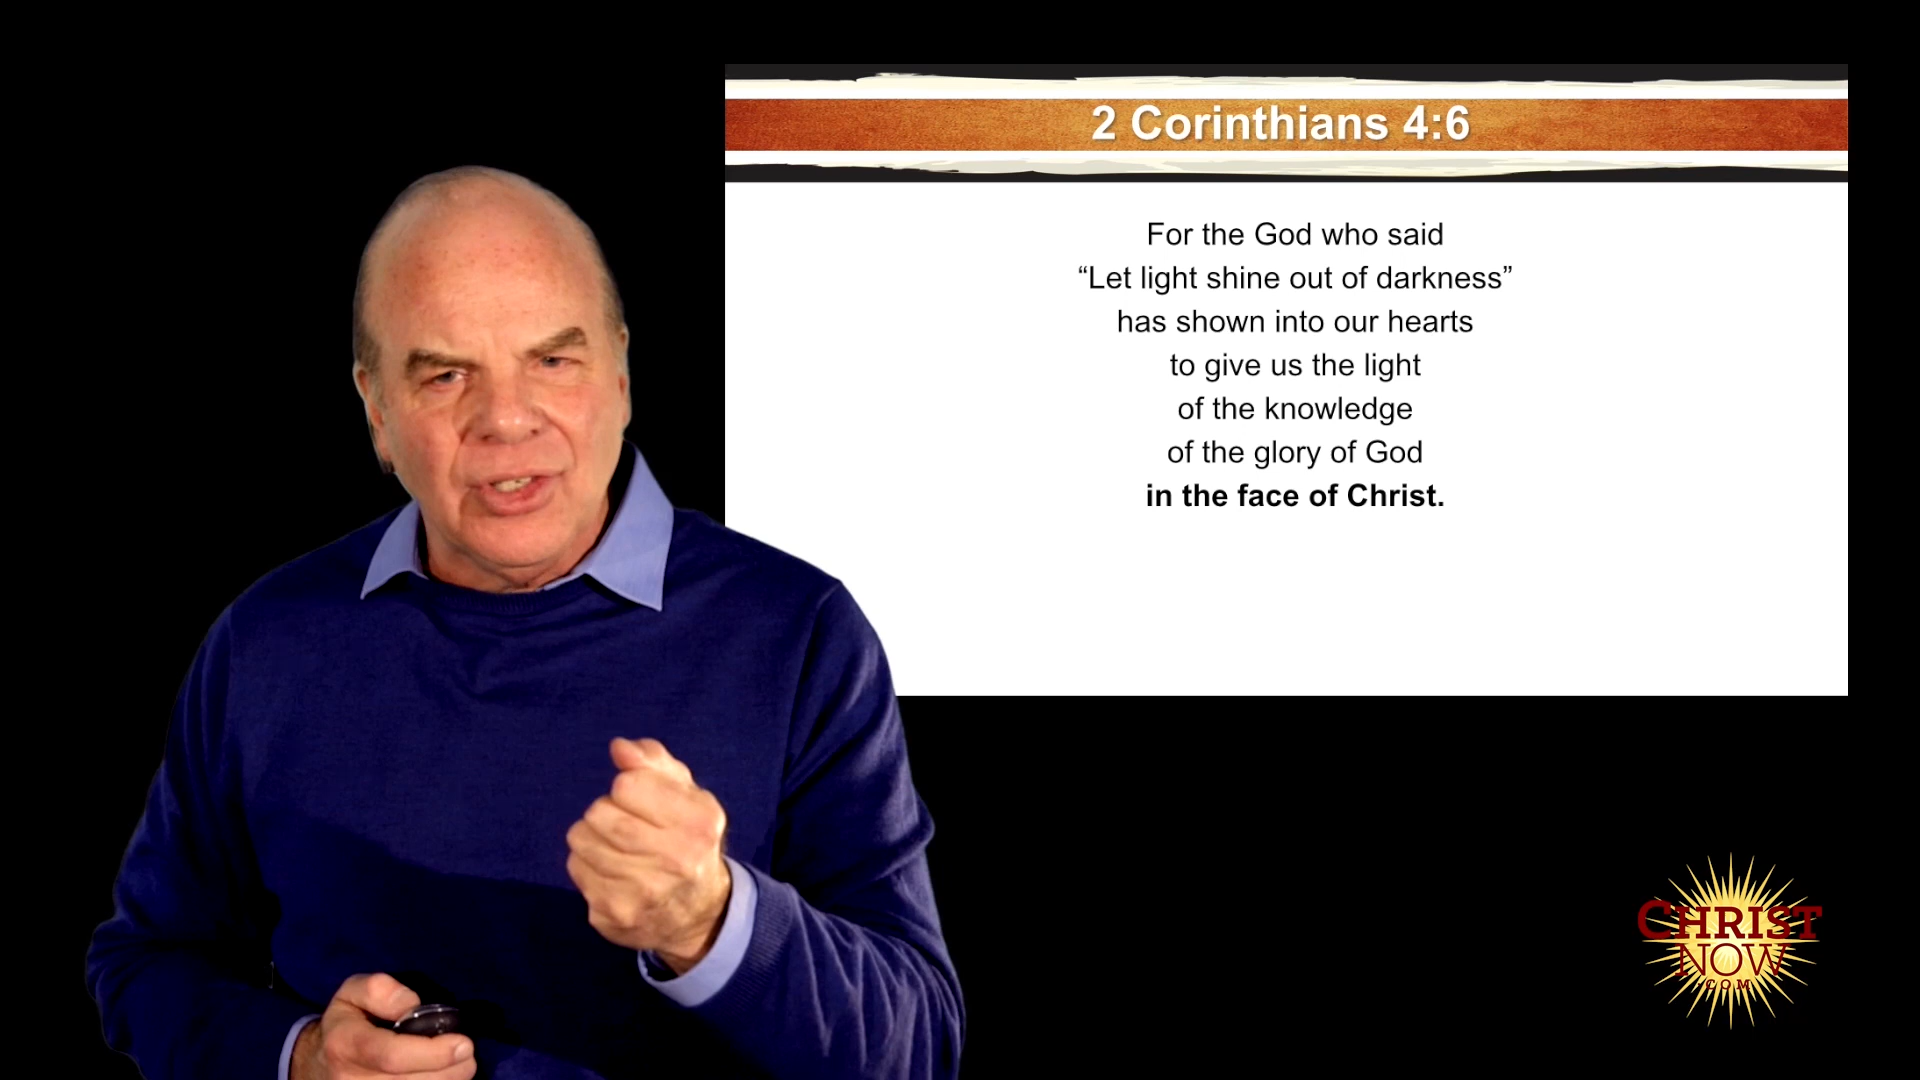 2 Corinthians 4:6
For the God who said
“Let light shine out of darkness”
has shown into our hearts
to give us the light
of the knowledge
of the glory of God
in the face of Christ.
CHRIST
NOW
.COM